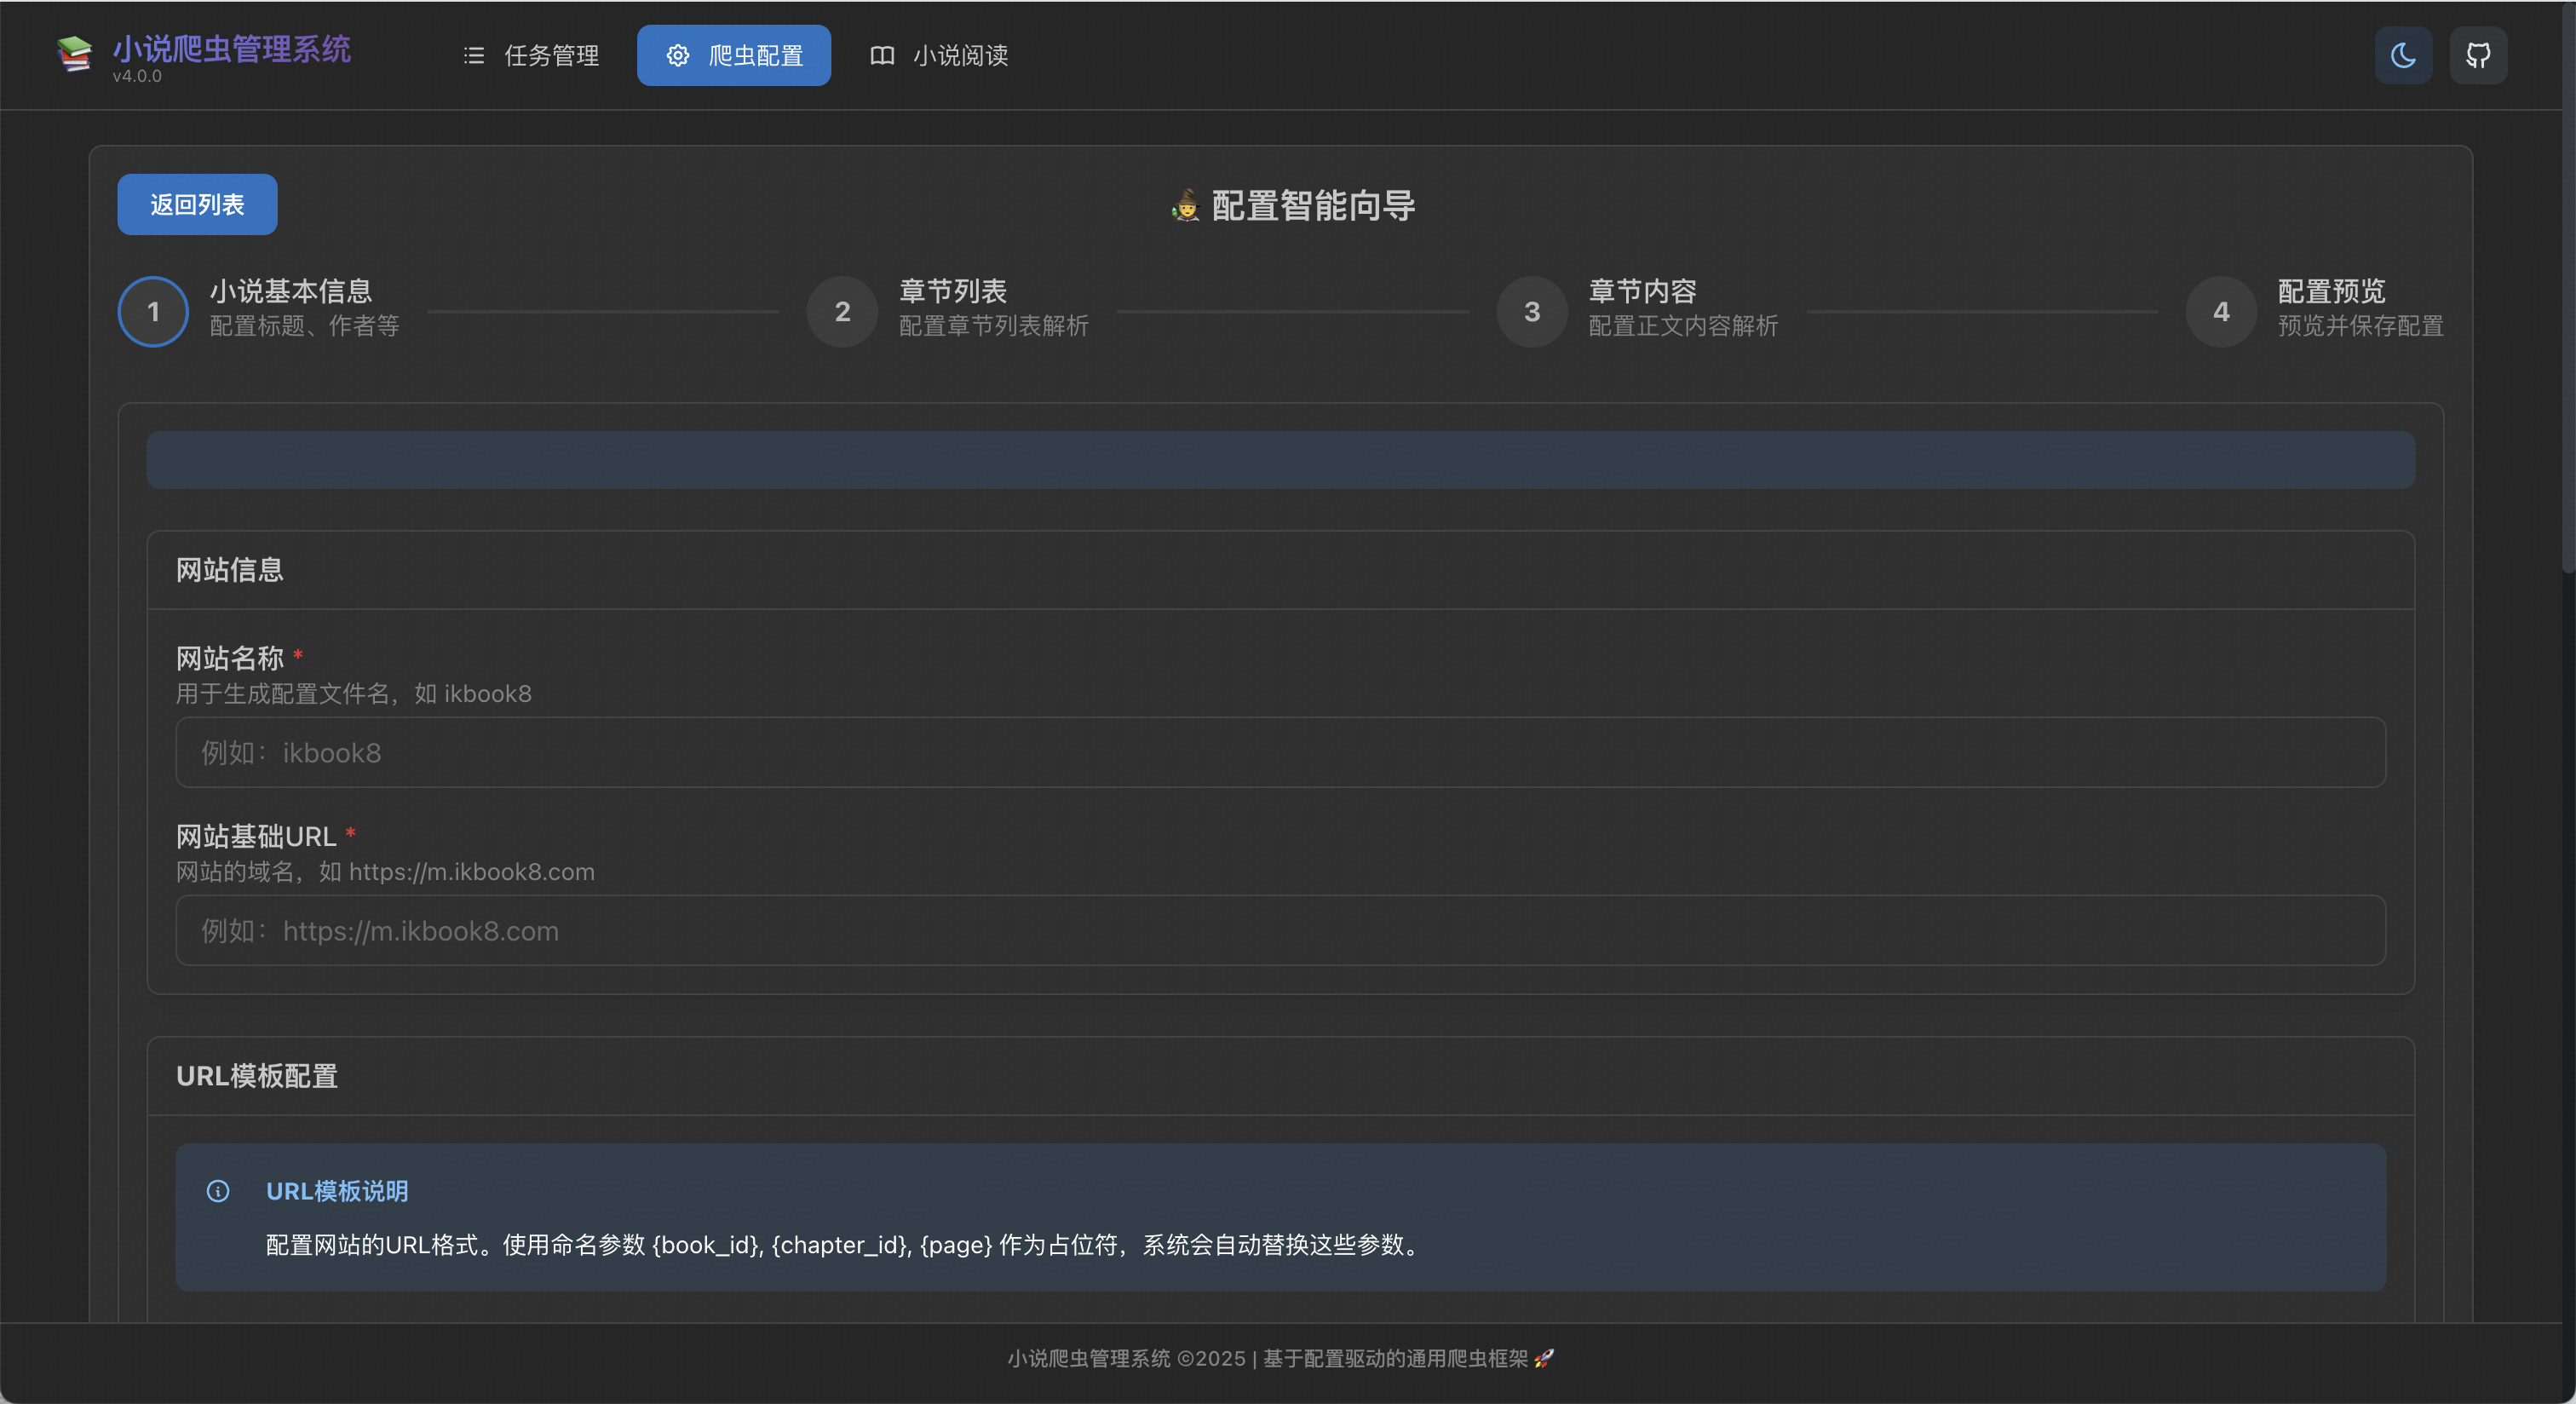 小说爬虫管理系统
v4.0.0
任务管理
爬虫配置
小说阅读
返回列表
配置智能向导
1
小说基本信息
配置标题、作者等
2
章节列表
配置章节列表解析
3
章节内容
配置正文内容解析
4
配置预览
预览并保存配置
网站信息
网站名称 *
用于生成配置文件名，如 ikbook8
例如：ikbook8
网站基础URL *
网站的域名，如 https://m.ikbook8.com
例如：https://m.ikbook8.com
URL模板配置
URL模板说明
配置网站的URL格式。使用命名参数 {book_id}, {chapter_id}, {page} 作为占位符，系统会自动替换这些参数。
小说爬虫管理系统 ©2025 | 基于配置驱动的通用爬虫框架 🚀